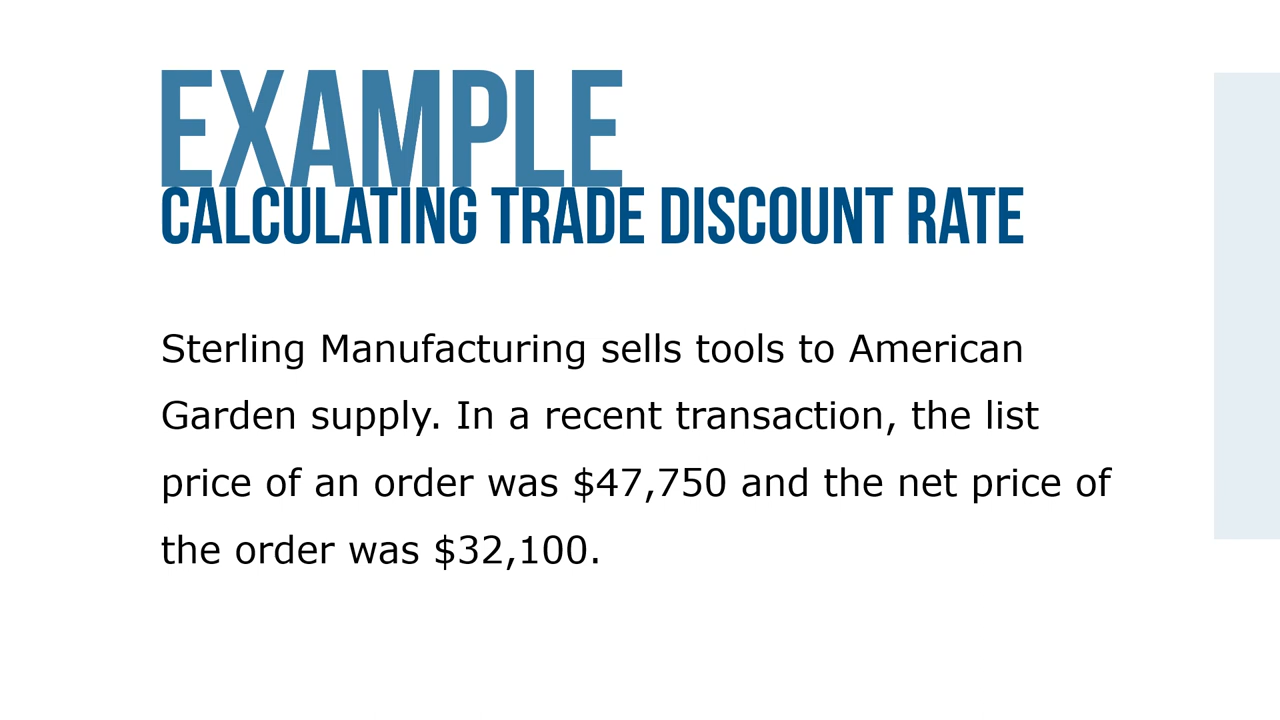 EXAMPLE
CALCULATING TRADE DISCOUNT RATE
Sterling Manufacturing sells tools to American
Garden supply. In a recent transaction, the list
price of an order was $47,750 and the net price of
the order was $32,100.